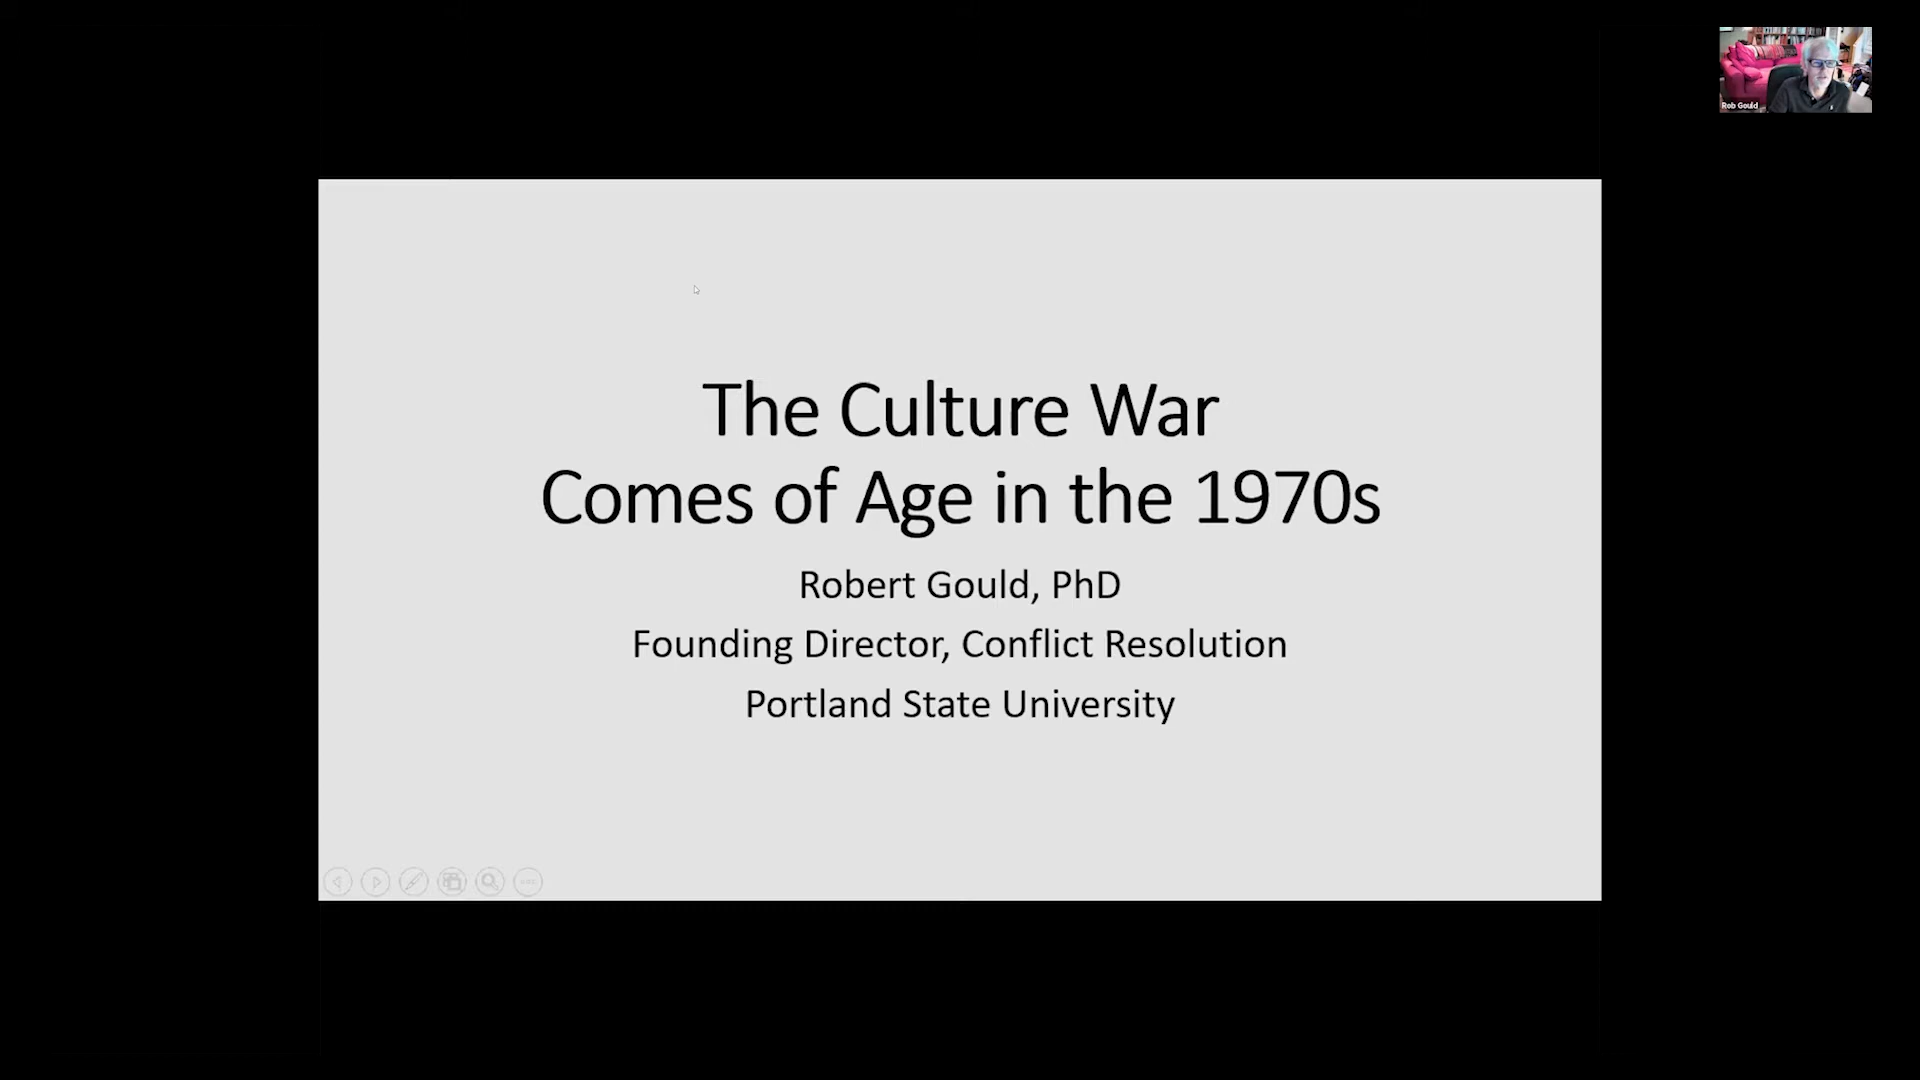 Rob Gould
The Culture War
Comes of Age in the 1970s
Robert Gould, PhD
Founding Director, Conflict Resolution
Portland State University